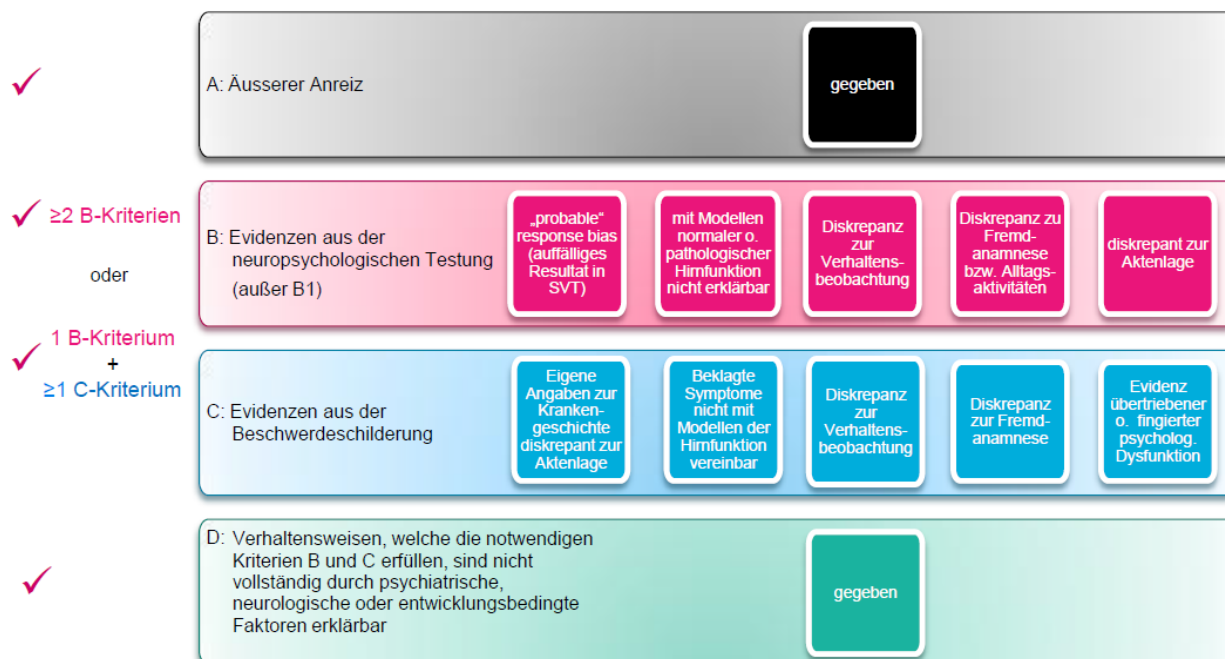 A: Äusserer Anreiz
gegeben
≥2 B-Kriterien
oder
1 B-Kriterium
+
≥1 C-Kriterium
B: Evidenzen aus der
neuropsychologischen Testung
(außer B1)
„probable“
response bias
(auffälliges
Resultat in
SVT)
mit Modellen
normaler o.
pathologischer
Hirnfunktion
nicht erklärbar
Diskrepanz
zur
Verhaltens-
beobachtung
Diskrepanz zu
Fremd-
anamnese
bzw. Alltags-
aktivitäten
diskrepant zur
Aktenlage
C: Evidenzen aus der
Beschwerdeschilderung
Eigene
Angaben zur
Kranken-
geschichte
diskrepant zur
Aktenlage
Beklagte
Symptome
nicht mit
Modellen der
Hirnfunktion
vereinbar
Diskrepanz
zur
Verhaltens-
beobachtung
Diskrepanz
zur Fremd-
anamnese
Evidenz
übertriebener
o. fingierter
psycholog.
Dysfunktion
D: Verhaltensweisen, welche die notwendigen
Kriterien B und C erfüllen, sind nicht
vollständig durch psychiatrische,
neurologische oder entwicklungsbedingte
Faktoren erklärbar
gegeben